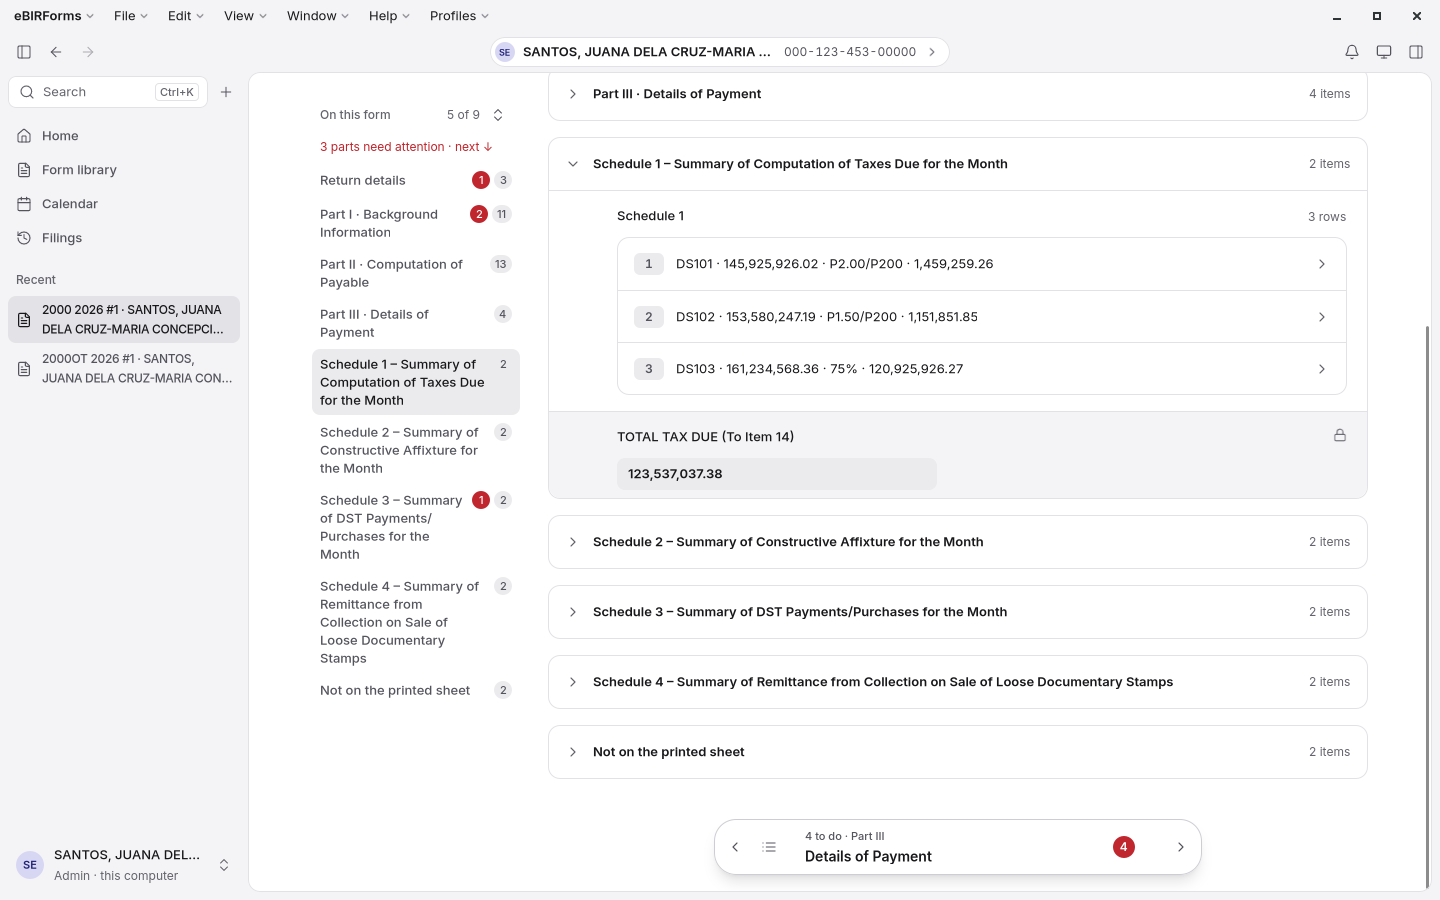 eBIRForms File Edit View Window Help Profiles
SE SANTOS, JUANA DELA CRUZ-MARIA ... 000-123-453-00000
Search Ctrl+K
Home
Form library
Calendar
Filings
Recent
2000 2026 #1 · SANTOS, JUANA
DELA CRUZ-MARIA CONCEPCI...
2000OT 2026 #1 · SANTOS,
JUANA DELA CRUZ-MARIA CON...
SE SANTOS, JUANA DEL...
Admin · this computer
On this form 5 of 9
3 parts need attention · next ↓
Return details 1 3
Part I · Background 2 11
Information
Part II · Computation of 13
Payable
Part III · Details of 4
Payment
Schedule 1 – Summary of 2
Computation of Taxes Due
for the Month
Schedule 2 – Summary of 2
Constructive Affixture for
the Month
Schedule 3 – Summary 1 2
of DST Payments/
Purchases for the
Month
Schedule 4 – Summary of 2
Remittance from
Collection on Sale of
Loose Documentary
Stamps
Not on the printed sheet 2
Part III · Details of Payment 4 items
Schedule 1 – Summary of Computation of Taxes Due for the Month 2 items
Schedule 1 3 rows
1 DS101 · 145,925,926.02 · P2.00/P200 · 1,459,259.26
2 DS102 · 153,580,247.19 · P1.50/P200 · 1,151,851.85
3 DS103 · 161,234,568.36 · 75% · 120,925,926.27
TOTAL TAX DUE (To Item 14)
123,537,037.38
Schedule 2 – Summary of Constructive Affixture for the Month 2 items
Schedule 3 – Summary of DST Payments/Purchases for the Month 2 items
Schedule 4 – Summary of Remittance from Collection on Sale of Loose Documentary Stamps 2 items
Not on the printed sheet 2 items
4 to do · Part III
Details of Payment 4